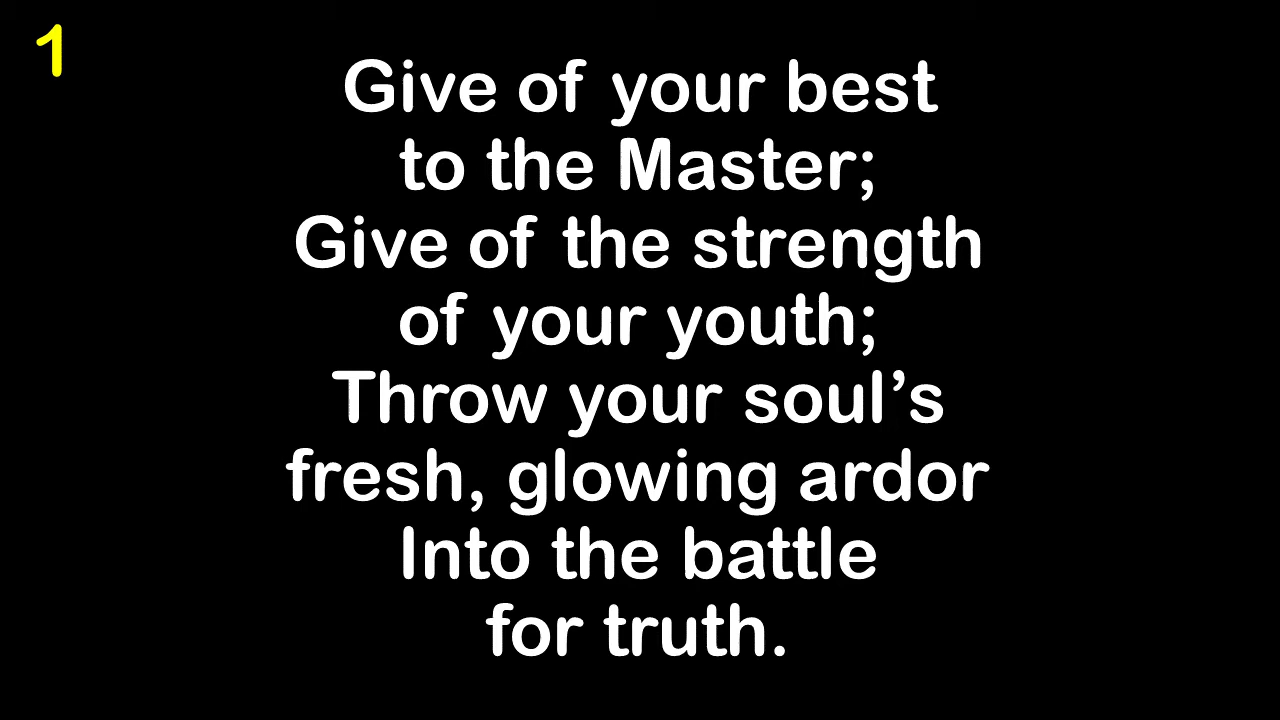 1
Give of your best
to the Master;
Give of the strength
of your youth;
Throw your soul’s
fresh, glowing ardor
Into the battle
for truth.